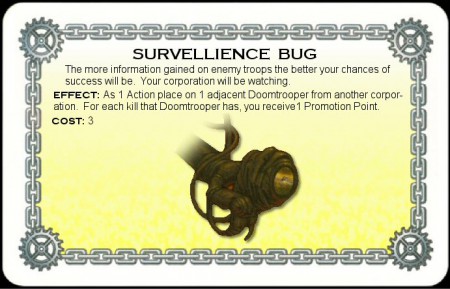 SURVELLIENCE BUG
The more information gained on enemy troops the better your chances of
success will be. Your corporation will be watching.
EFFECT: As 1 Action place on 1 adjacent Doomtrooper from another corpor-
ation. For each kill that Doomtrooper has, you receive1 Promotion Point.
COST: 3